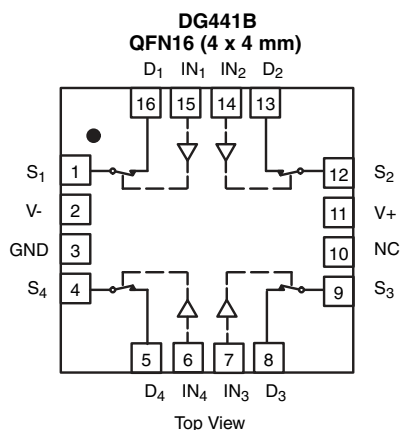 DG441B
QFN16 (4 x 4 mm)
D1 IN1 IN2 D2
16 15 14 13
S1 1 12 S2
V- 2 11 V+
GND 3 10 NC
S4 4 9 S3
5 6 7 8
D4 IN4 IN3 D3
Top View